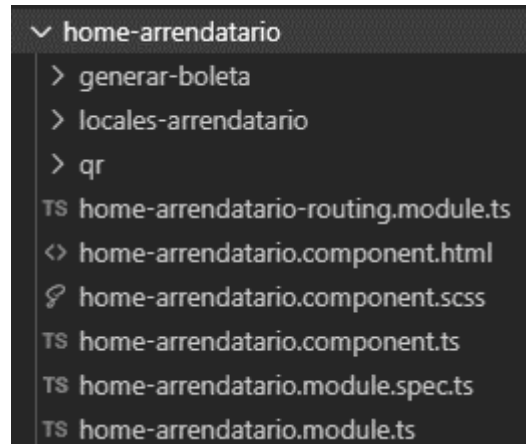 home-arrendatario
generar-boleta
locales-arrendatario
qr
TS home-arrendatario-routing.module.ts
<> home-arrendatario.component.html
home-arrendatario.component.scss
TS home-arrendatario.component.ts
TS home-arrendatario.module.spec.ts
TS home-arrendatario.module.ts